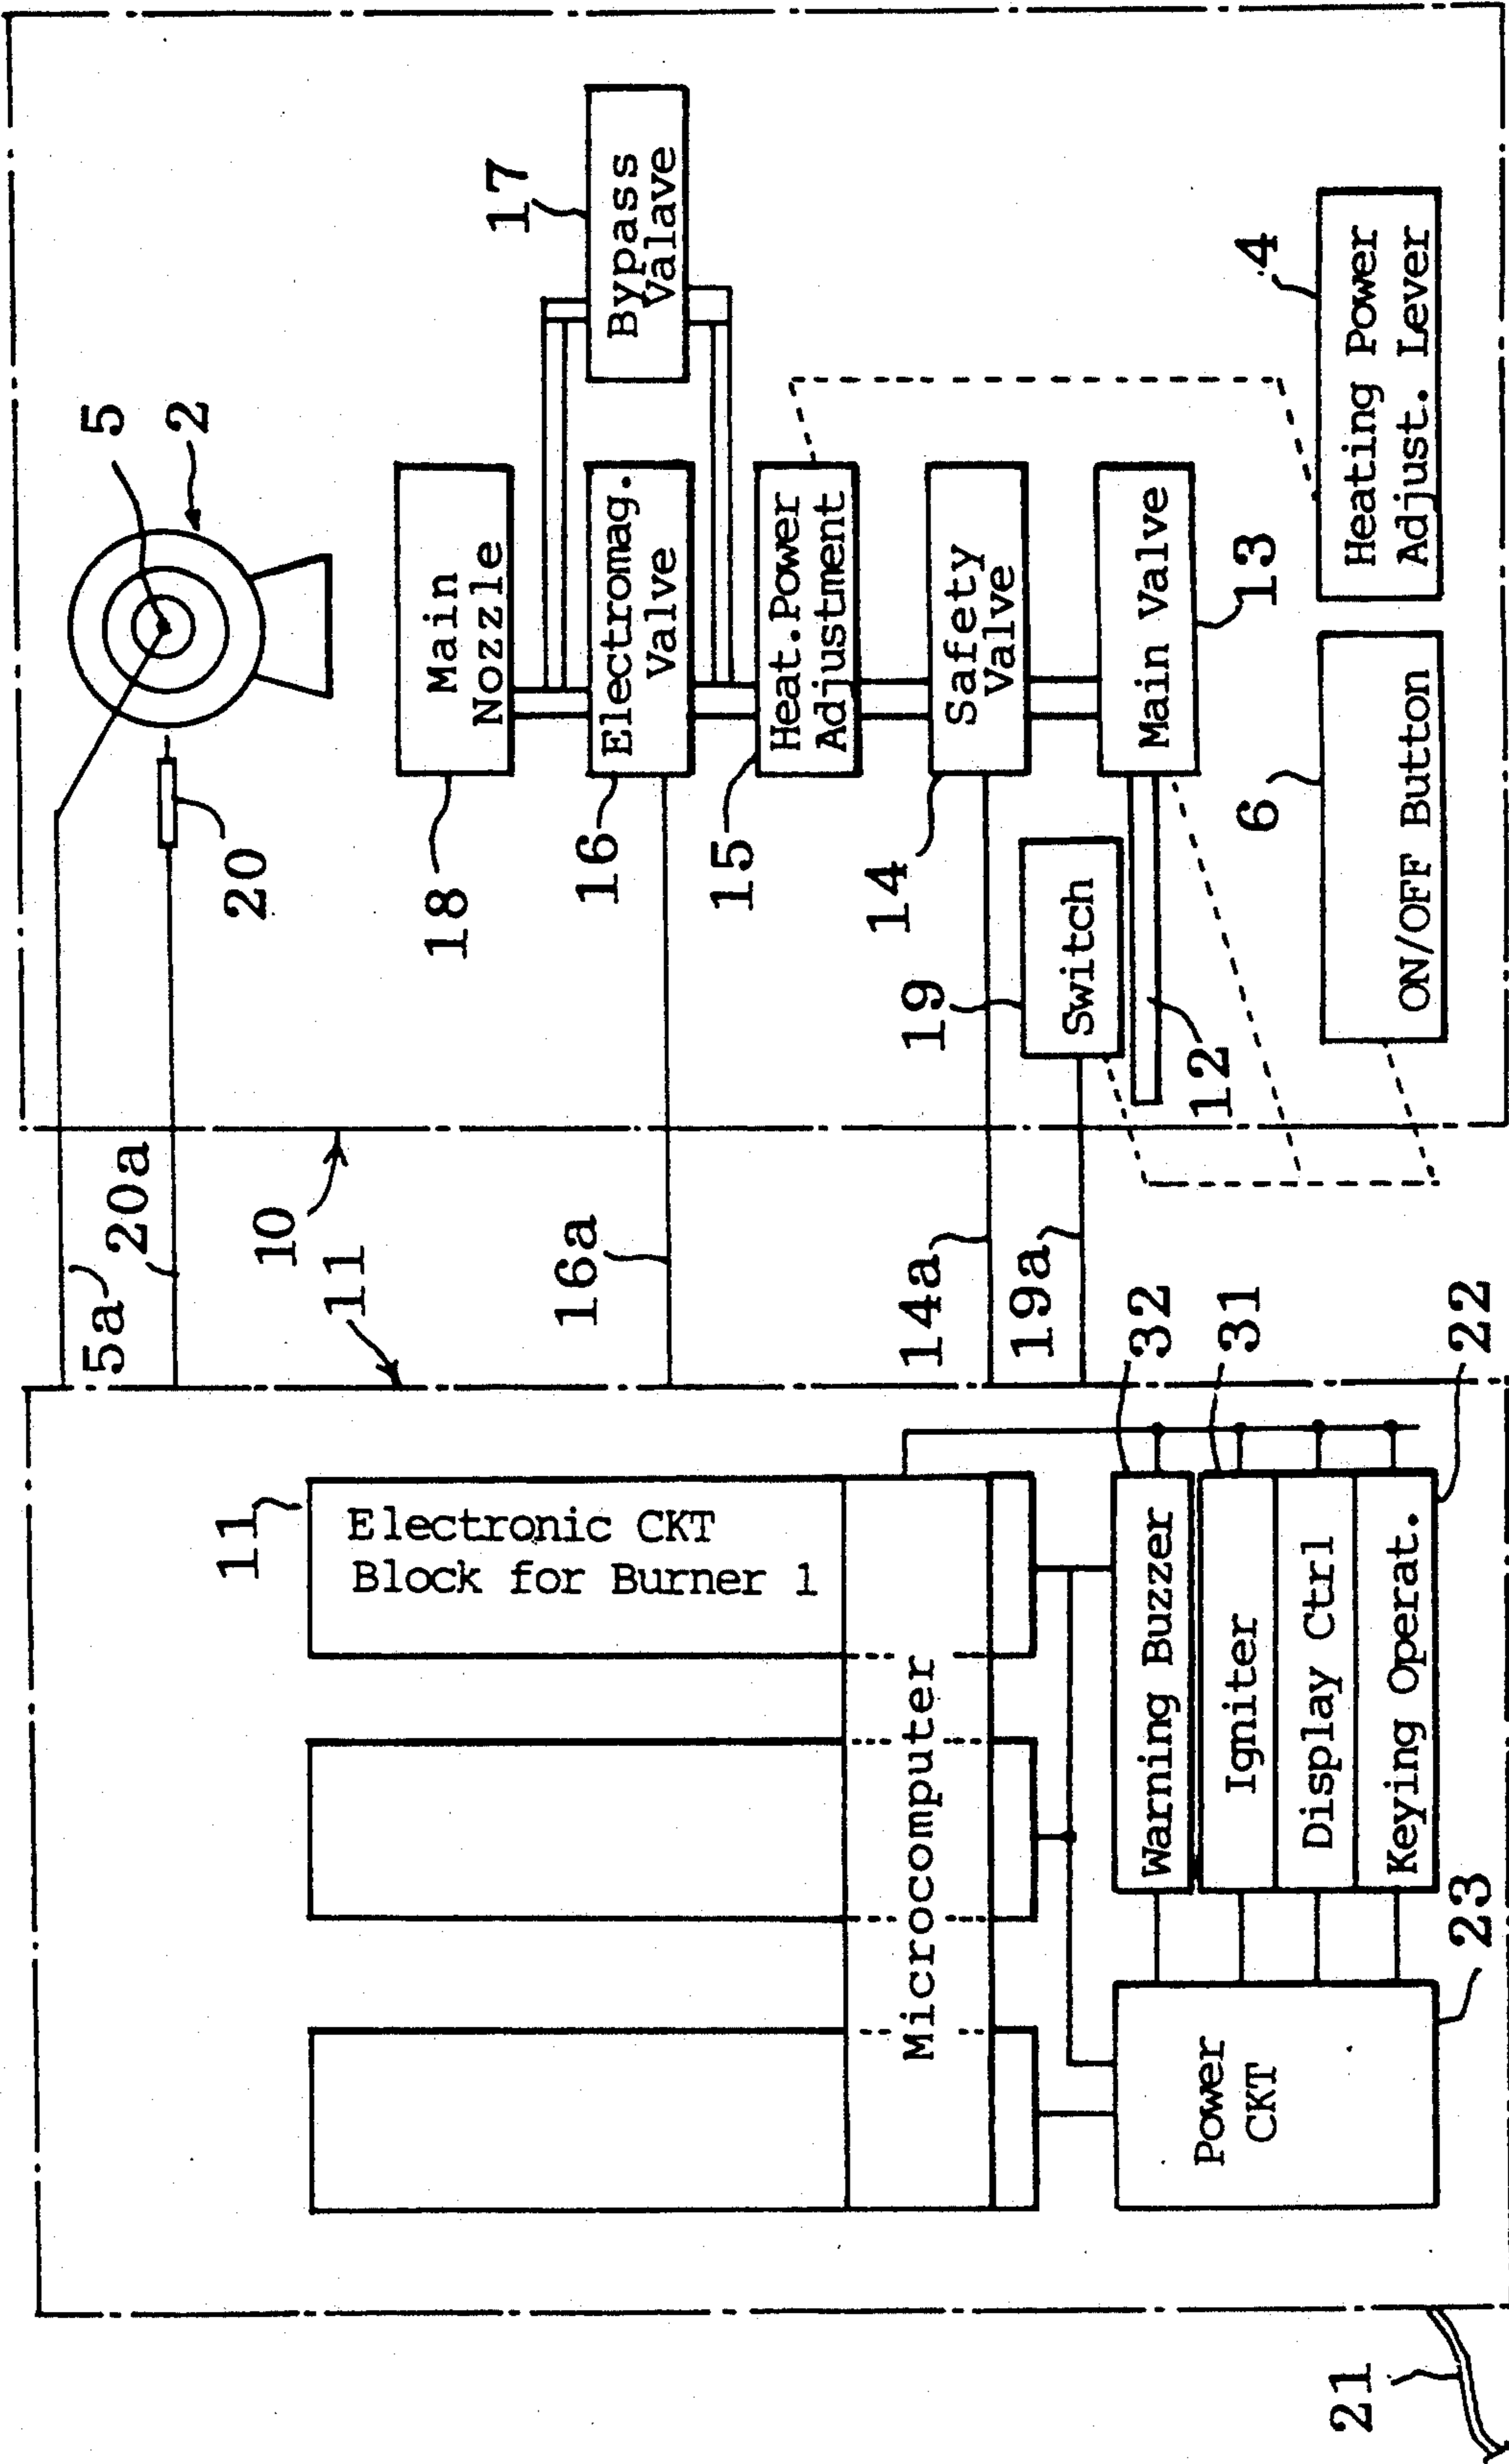 5
2
17
Bypass
Valave
Main
Nozzle
Electromag.
Valve
Heat.Power
Adjustment
Safety
Valve
Main Valve
4
Heating Power
Adjust. Lever
13
20
18
16
15
14
19
Switch
12
6
ON/OFF Button
5a
20a
10
11
16a
14a
19a
32
31
22
11
Electronic CKT
Block for Burner 1
Microcomputer
Warning Buzzer
Igniter
Display Ctrl
Keying Operat.
23
Power
CKT
21